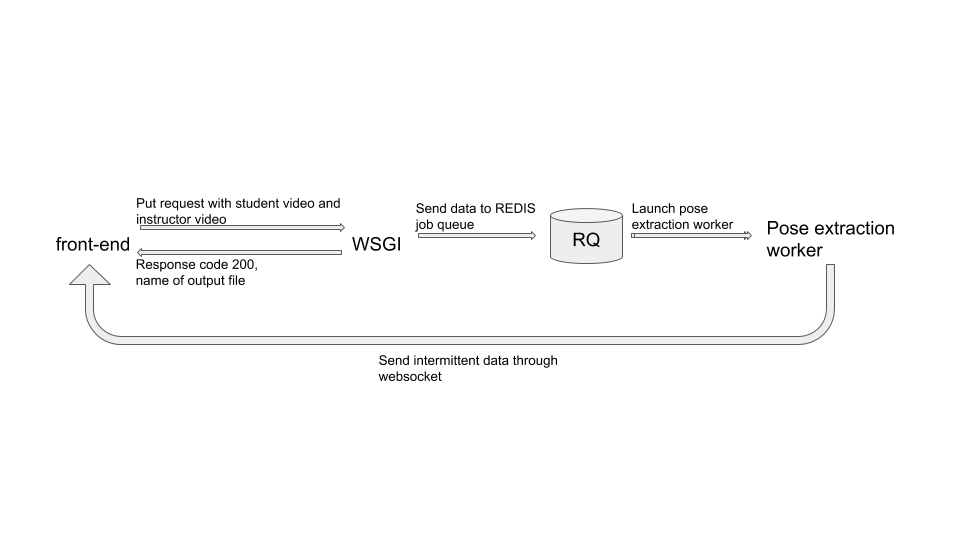 Put request with student video and
instructor video
front-end
Response code 200,
name of output file
WSGI
Send data to REDIS
job queue
RQ
Launch pose
extraction worker
Pose extraction
worker
Send intermittent data through
websocket